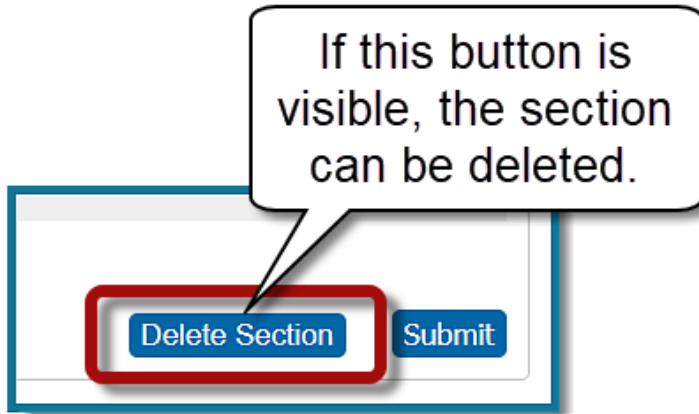 If this button is
visible, the section
can be deleted.
Delete Section Submit